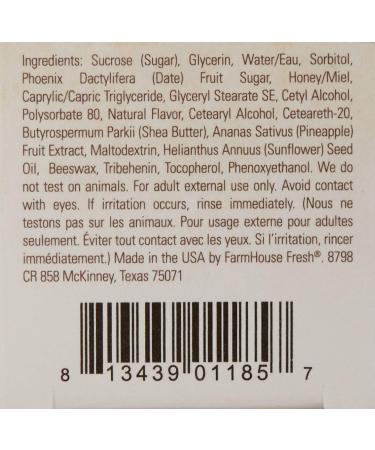 Ingredients: Sucrose (Sugar), Glycerin, Water/Eau, Sorbitol,
Phoenix Dactylifera (Date) Fruit Sugar, Honey/Miel,
Caprylic/Capric Triglyceride, Glyceryl Stearate SE, Cetyl Alcohol,
Polysorbate 80, Natural Flavor, Cetearyl Alcohol, Ceteareth-20,
Butyrospermum Parkii (Shea Butter), Ananas Sativus (Pineapple)
Fruit Extract, Maltodextrin, Helianthus Annuus (Sunflower) Seed
Oil, Beeswax, Tribehenin, Tocopherol, Phenoxyethanol. We do
not test on animals. For adult external use only. Avoid contact
with eyes. If irritation occurs, rinse immediately. (Nous ne
testons pas sur les animaux. Pour usage externe pour adultes
seulement. Éviter tout contact avec les yeux. Si l'irritation, rincer
immédiatement.) Made in the USA by FarmHouse Fresh®. 8798
CR 858 McKinney, Texas 75071
8 13439 01185 7